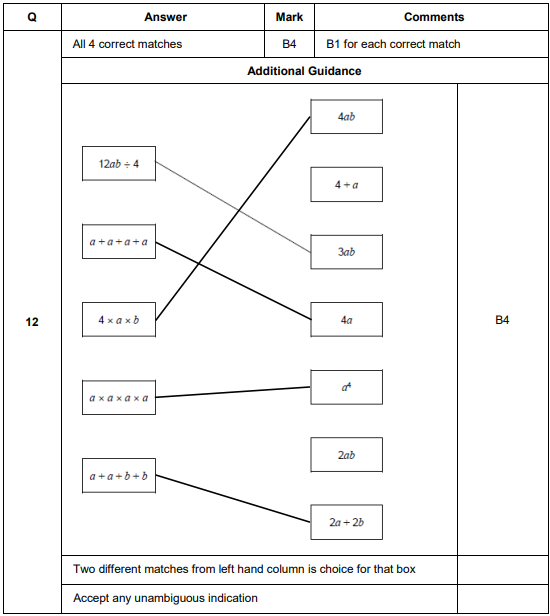 Q Answer Mark Comments
All 4 correct matches B4 B1 for each correct match
Additional Guidance
4ab
12ab ÷ 4
4 + a
a + a + a + a
3ab
4 × a × b
4a
12
B4
a × a × a × a
a⁴
2ab
a + a + b + b
2a + 2b
Two different matches from left hand column is choice for that box
Accept any unambiguous indication